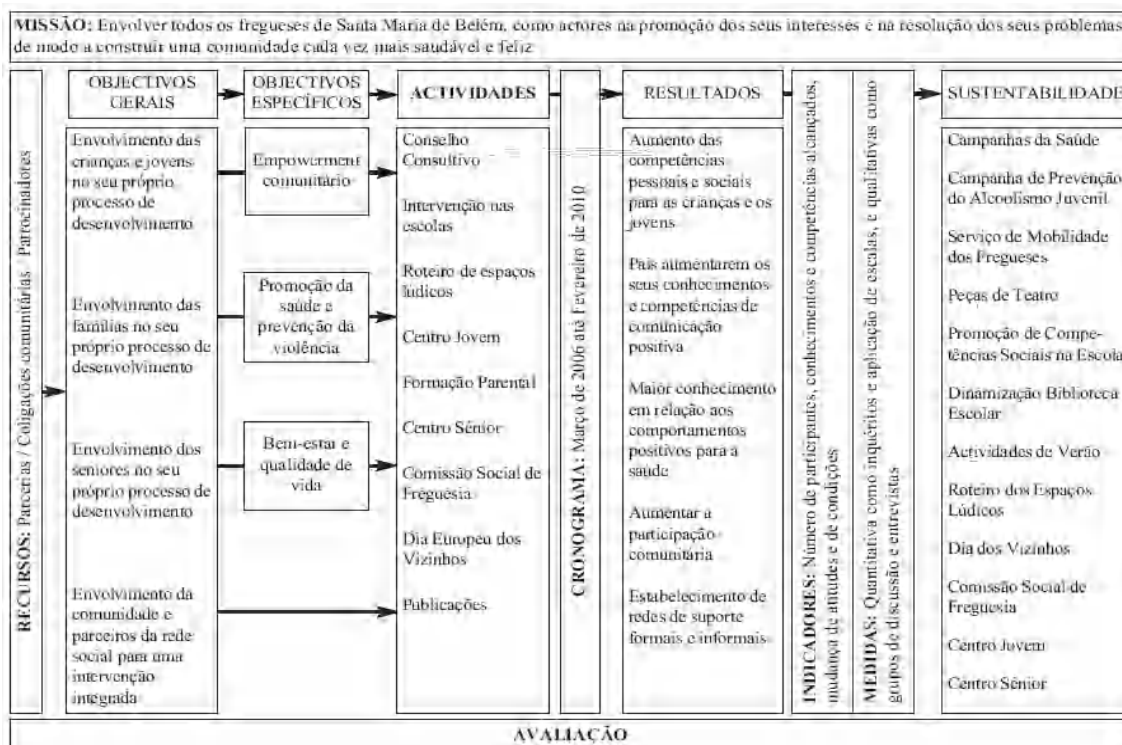 MISSÃO: Envolver todos os fregueses de Santa Maria de Belém, como actores na promoção dos seus interesses e na resolução dos seus problemas
de modo a construir uma comunidade cada vez mais saudável e feliz
RECURSOS: Parcerias / Coligações comunitárias / Patrocinadores
OBJECTIVOS
GERAIS
Envolvimento das
crianças e jovens
no seu próprio
processo de
desenvolvimento
Envolvimento das
famílias no seu
próprio processo de
desenvolvimento
Envolvimento dos
seniores no seu
próprio processo de
desenvolvimento
Envolvimento da
comunidade e
parceiros da rede
social para uma
intervenção
integrada
OBJECTIVOS
ESPECÍFICOS
Empowerment
comunitário
Promoção da
saúde e
prevenção da
violência
Bem-estar e
qualidade de
vida
ACTIVIDADES
Conselho
Consultivo
Intervenção nas
escolas
Roteiro de espaços
lúdicos
Centro Jovem
Formação Parental
Centro Sénior
Comissão Social de
Freguesia
Dia Europeu dos
Vizinhos
Publicações
CRONOGRAMA: Março de 2006 até Fevereiro de 2010
RESULTADOS
Aumento das
competências
pessoais e sociais
para as crianças e os
jovens
Pais aumentarem os
seus conhecimentos
e competências de
comunicação
positiva
Maior conhecimento
em relação aos
comportamentos
positivos para a
saúde
Aumentar a
participação
comunitária
Estabelecimento de
redes de suporte
formais e informais
INDICADORES: Número de participantes, conhecimentos e competências alcançados,
mudança de atitudes e de condições
MEDIDAS: Quantitativa como inquéritos e aplicação de escalas, e qualitativas como
grupos de discussão e entrevistas
SUSTENTABILIDADE
Campanhas da Saúde
Campanha de Prevenção
do Alcoolismo Juvenil
Serviço de Mobilidade
dos Fregueses
Peças de Teatro
Promoção de Compe-
tências Sociais na Escola
Dinamização Biblioteca
Escolar
Actividades de Verão
Roteiro dos Espaços
Lúdicos
Dia dos Vizinhos
Comissão Social de
Freguesia
Centro Jovem
Centro Sénior
AVALIAÇÃO